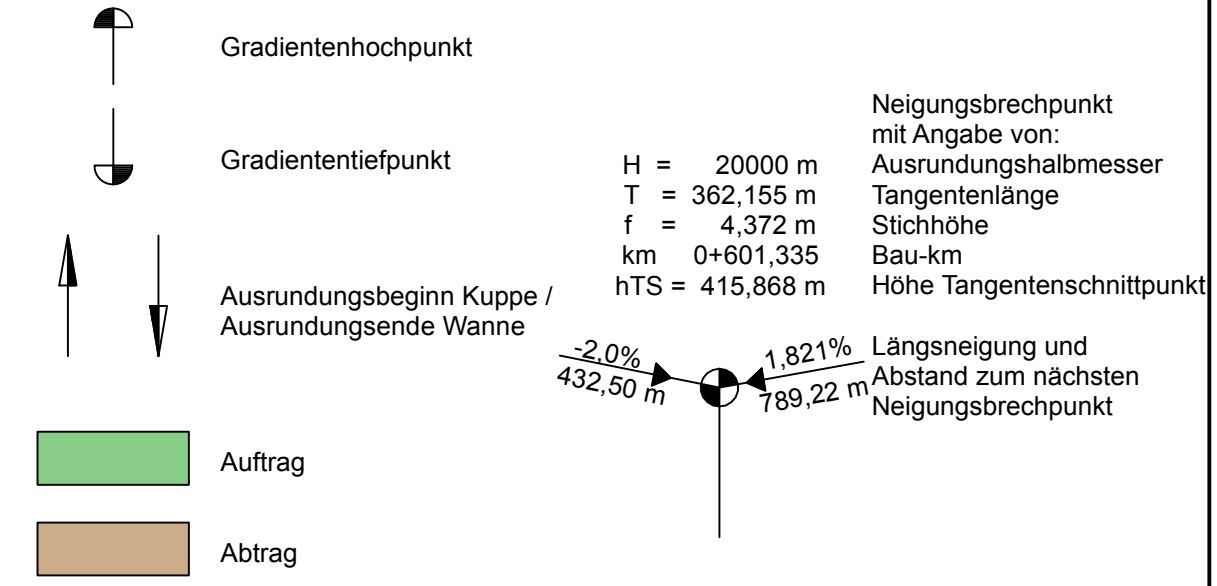 Gradientenhochpunkt
Gradiententiefpunkt
Ausrundungsbeginn Kuppe /
Ausrundungsende Wanne
Auftrag
Abtrag
Neigungsbrechpunkt
mit Angabe von:
H = 20000 m Ausrundungshalbmesser
T = 362,155 m Tangentenlänge
f = 4,372 m Stichhöhe
km 0+601,335 Bau-km
hTS = 415,868 m Höhe Tangentenschnittpunkt
-2,0%
432,50 m
1,821%
789,22 m
Längsneigung und
Abstand zum nächsten
Neigungsbrechpunkt